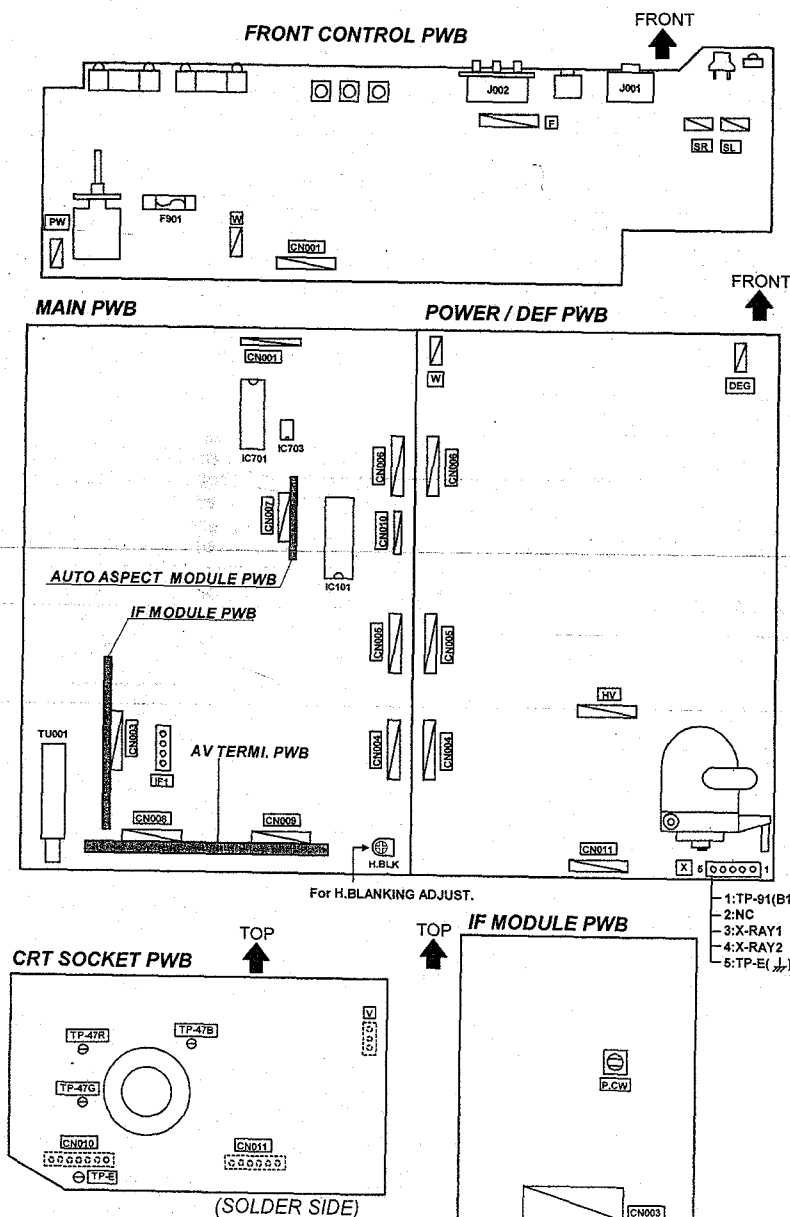 FRONT
FRONT CONTROL PWB
J002
J001
F
SR
SL
PW
F901
W
CN001
FRONT
MAIN PWB
POWER / DEF PWB
CN001
W
DEG
IC701
IC703
CN006
CN006
CN007
CN010
IC101
AUTO ASPECT MODULE PWB
IF MODULE PWB
CN005
CN005
HV
TU001
CN003
IF1
AV TERMI. PWB
CN004
CN004
CN008
CN009
H.BLK
CN011
X
5
1
For H.BLANKING ADJUST.
1:TP-91(B1
2:NC
3:X-RAY1
4:X-RAY2
5:TP-E( )
TOP
TOP
IF MODULE PWB
CRT SOCKET PWB
V
TP-47R
TP-47B
P.CW
TP-47G
CN010
CN011
TP-E
(SOLDER SIDE)
CN003